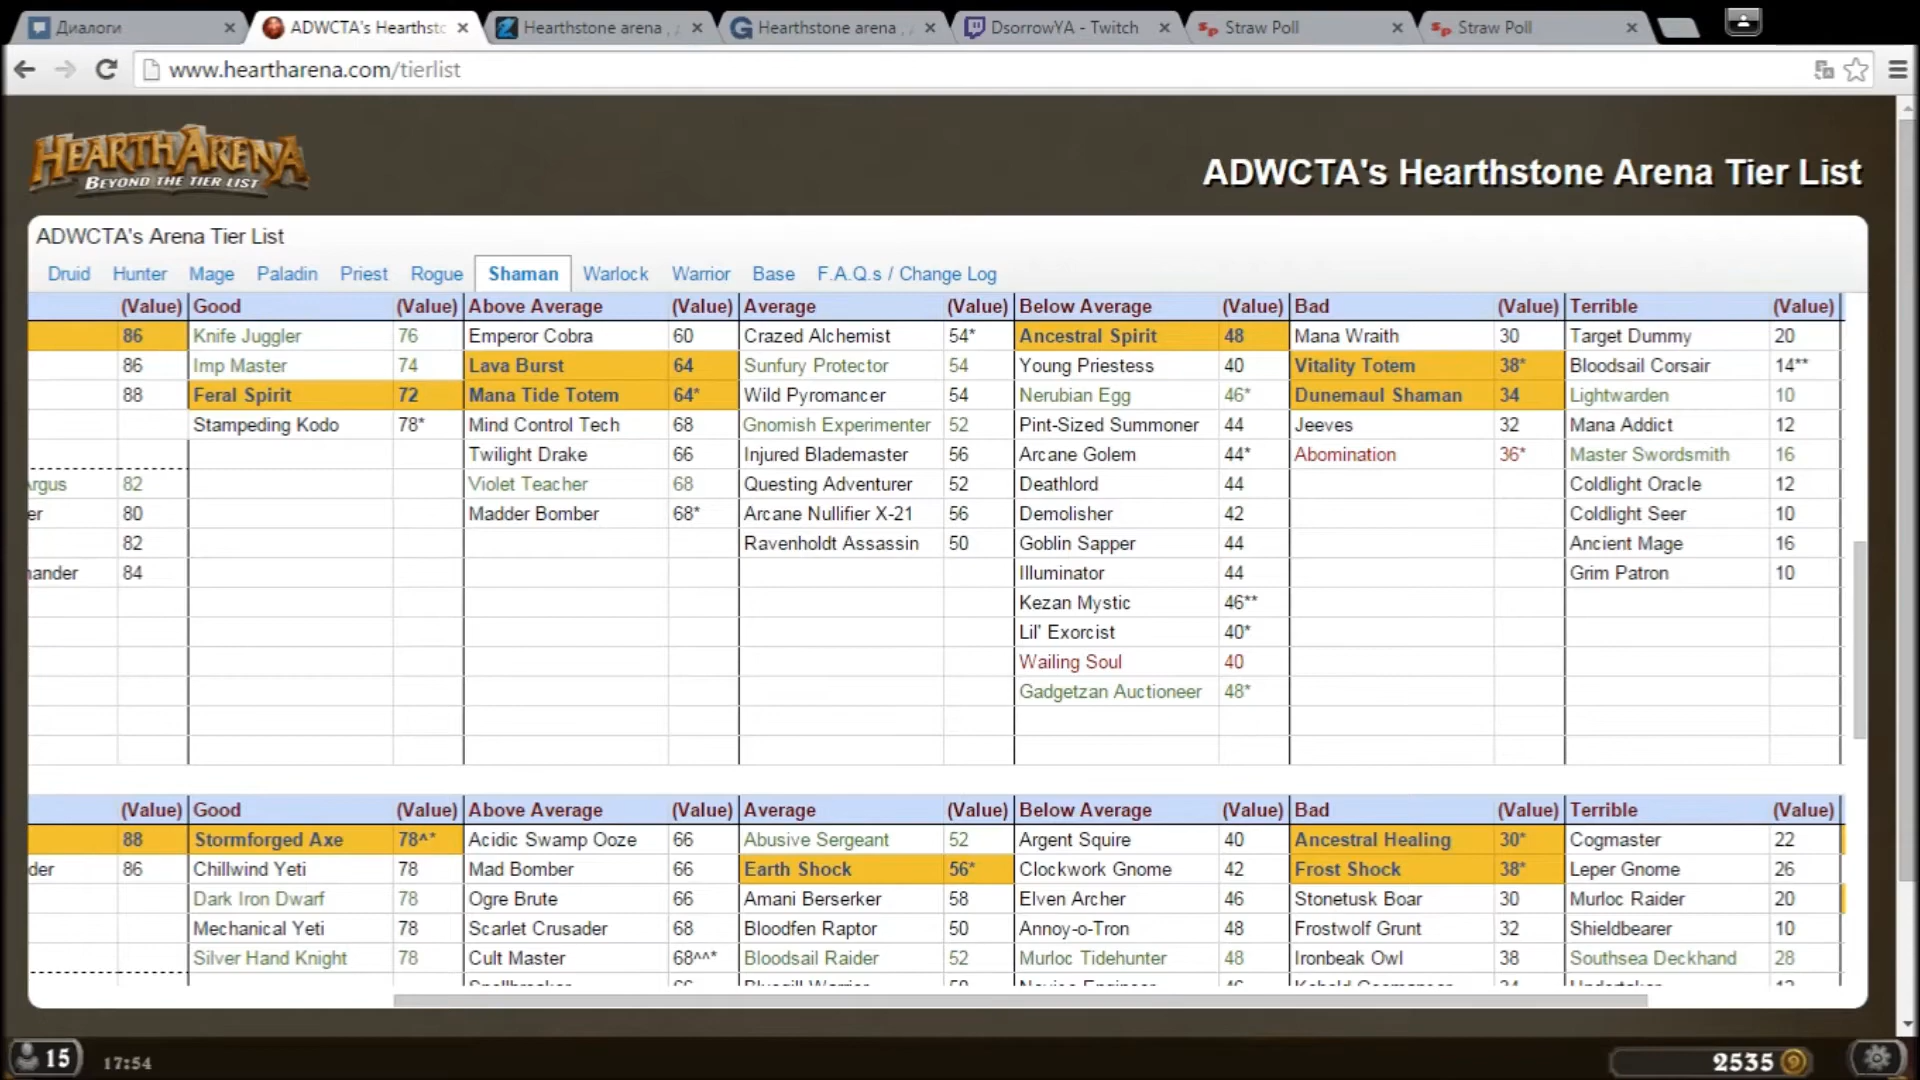 Диалоги ADWCTA's Hearthstc Hearthstone arena , Hearthstone arena , DsorrowYA - Twitch Straw Poll Straw Poll
www.heartharena.com/tierlist
HEARTHARENA
BEYOND THE TIER LIST
ADWCTA's Hearthstone Arena Tier List
ADWCTA's Arena Tier List
Druid Hunter Mage Paladin Priest Rogue Shaman Warlock Warrior Base F.A.Q.s / Change Log
(Value) Good (Value) Above Average (Value) Average (Value) Below Average (Value) Bad (Value) Terrible (Value)
86 Knife Juggler 76 Emperor Cobra 60 Crazed Alchemist 54* Ancestral Spirit 48 Mana Wraith 30 Target Dummy 20
86 Imp Master 74 Lava Burst 64 Sunfury Protector 54 Young Priestess 40 Vitality Totem 38* Bloodsail Corsair 14**
88 Feral Spirit 72 Mana Tide Totem 64* Wild Pyromancer 54 Nerubian Egg 46* Dunemaul Shaman 34 Lightwarden 10
Stampeding Kodo 78* Mind Control Tech 68 Gnomish Experimenter 52 Pint-Sized Summoner 44 Jeeves 32 Mana Addict 12
Twilight Drake 66 Injured Blademaster 56 Arcane Golem 44* Abomination 36* Master Swordsmith 16
Argus 82 Violet Teacher 68 Questing Adventurer 52 Deathlord 44 Coldlight Oracle 12
er 80 Madder Bomber 68* Arcane Nullifier X-21 56 Demolisher 42 Coldlight Seer 10
82 Ravenholdt Assassin 50 Goblin Sapper 44 Ancient Mage 16
ander 84 Illuminator 44 Grim Patron 10
Kezan Mystic 46**
Lil' Exorcist 40*
Wailing Soul 40
Gadgetzan Auctioneer 48*
(Value) Good (Value) Above Average (Value) Average (Value) Below Average (Value) Bad (Value) Terrible (Value)
88 Stormforged Axe 78^* Acidic Swamp Ooze 66 Abusive Sergeant 52 Argent Squire 40 Ancestral Healing 30* Cogmaster 22
der 86 Chillwind Yeti 78 Mad Bomber 66 Earth Shock 56* Clockwork Gnome 42 Frost Shock 38* Leper Gnome 26
Dark Iron Dwarf 78 Ogre Brute 66 Amani Berserker 58 Elven Archer 46 Stonetusk Boar 30 Murloc Raider 20
Mechanical Yeti 78 Scarlet Crusader 68 Bloodfen Raptor 50 Annoy-o-Tron 48 Frostwolf Grunt 32 Shieldbearer 10
Silver Hand Knight 78 Cult Master 68^^* Bloodsail Raider 52 Murloc Tidehunter 48 Ironbeak Owl 38 Southsea Deckhand 28
15 17:54 2535